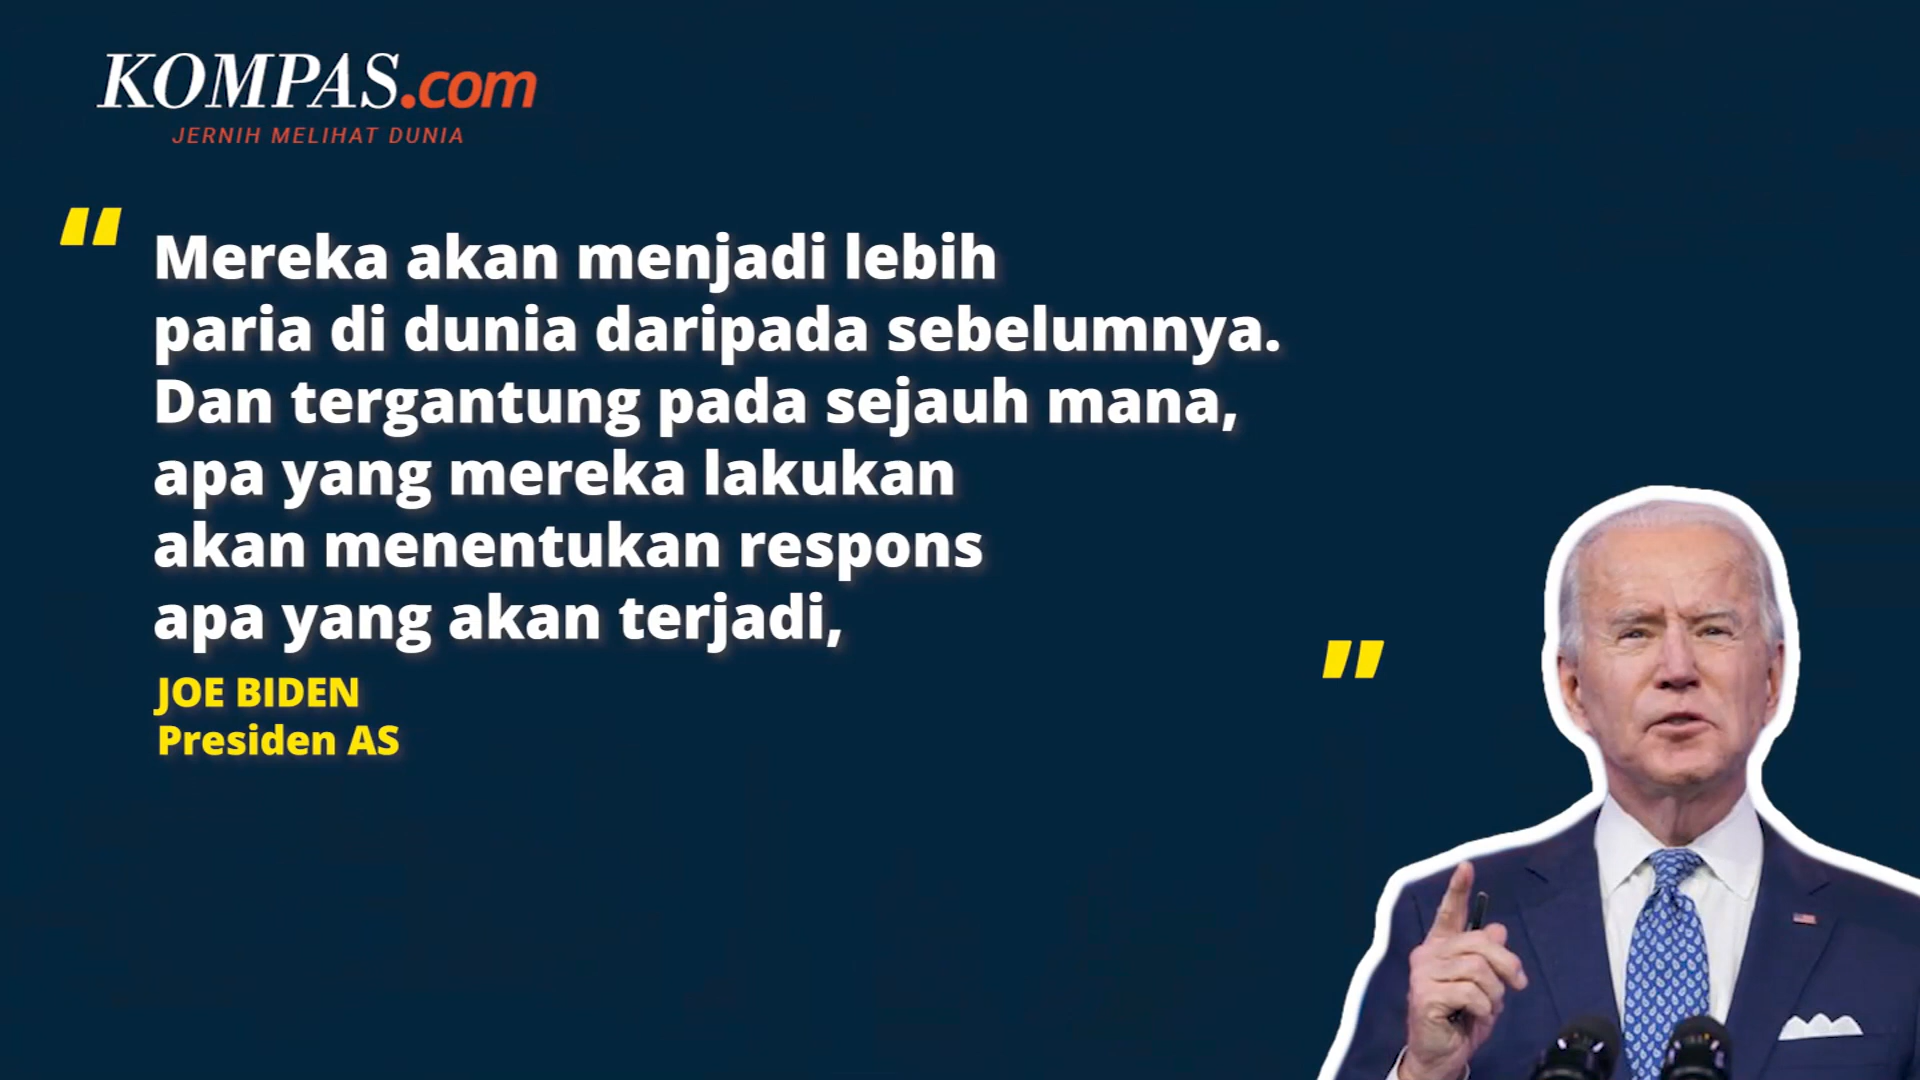 KOMPAS.com
JERNIH MELIHAT DUNIA
“ Mereka akan menjadi lebih
paria di dunia daripada sebelumnya.
Dan tergantung pada sejauh mana,
apa yang mereka lakukan
akan menentukan respons
apa yang akan terjadi, ”
JOE BIDEN
Presiden AS